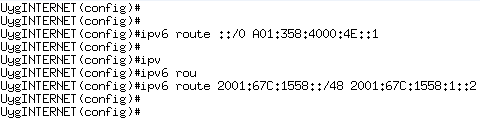 UygINTERNET(config)#
UygINTERNET(config)#
UygINTERNET(config)#ipv6 route ::/0 A01:358:4000:4E::1
UygINTERNET(config)#
UygINTERNET(config)#ipv
UygINTERNET(config)#ipv6 rou
UygINTERNET(config)#ipv6 route 2001:67C:1558::/48 2001:67C:1558:1::2
UygINTERNET(config)#
UygINTERNET(config)#